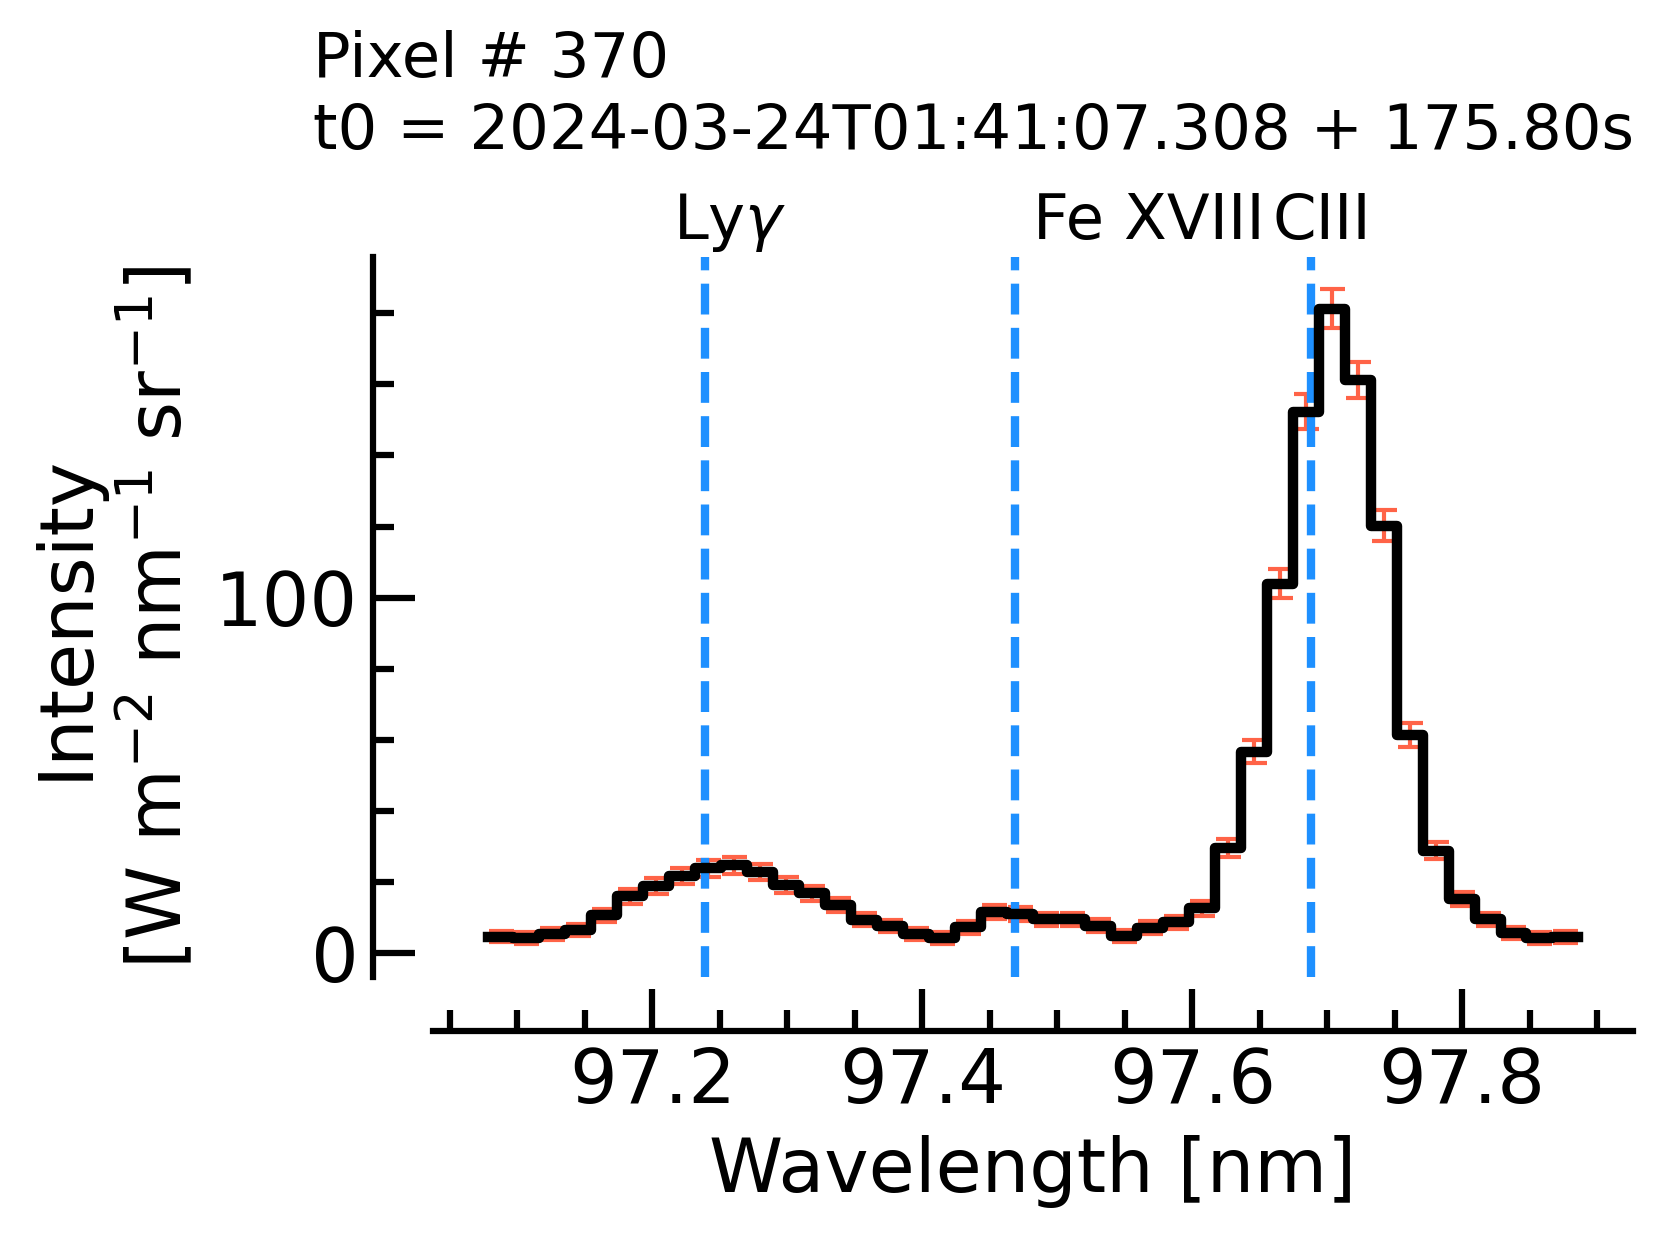 Pixel # 370
t0 = 2024-03-24T01:41:07.308 + 175.80s
Lyγ Fe XVIII CIII
Intensity
[W m⁻² nm⁻¹ sr⁻¹]
100
0
97.2 97.4 97.6 97.8
Wavelength [nm]